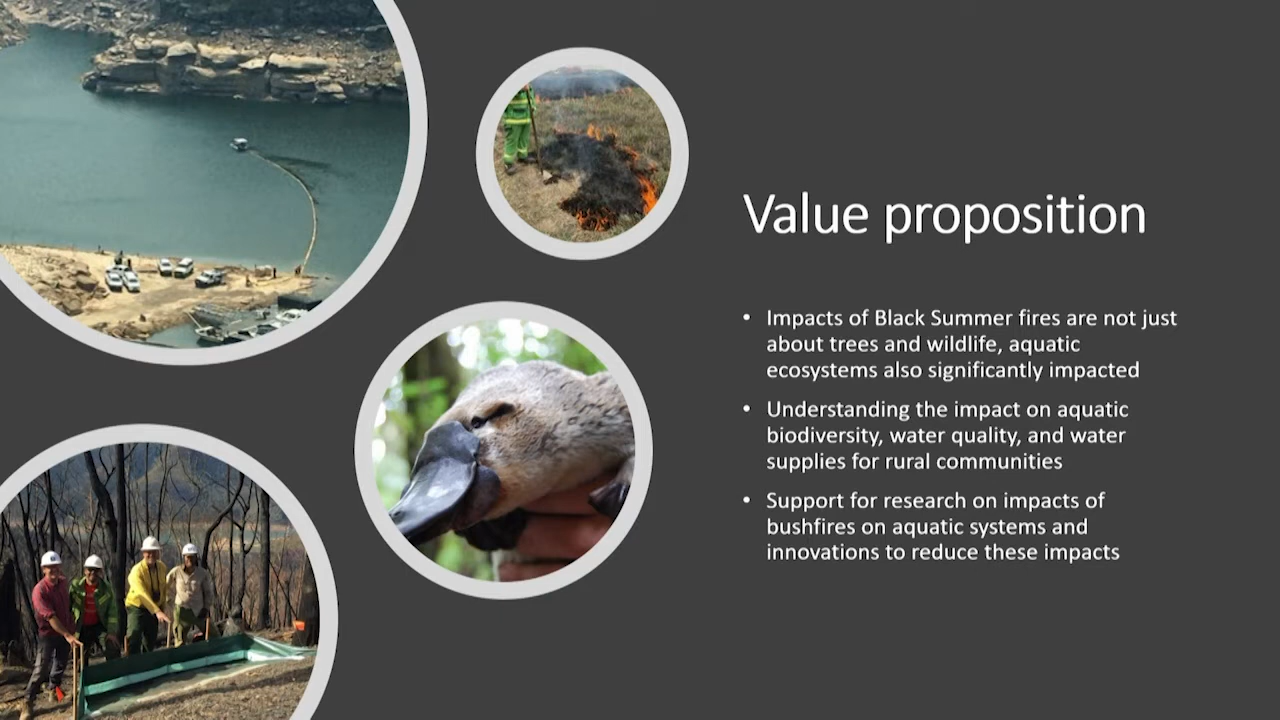 Value proposition
• Impacts of Black Summer fires are not just
about trees and wildlife, aquatic
ecosystems also significantly impacted
• Understanding the impact on aquatic
biodiversity, water quality, and water
supplies for rural communities
• Support for research on impacts of
bushfires on aquatic systems and
innovations to reduce these impacts